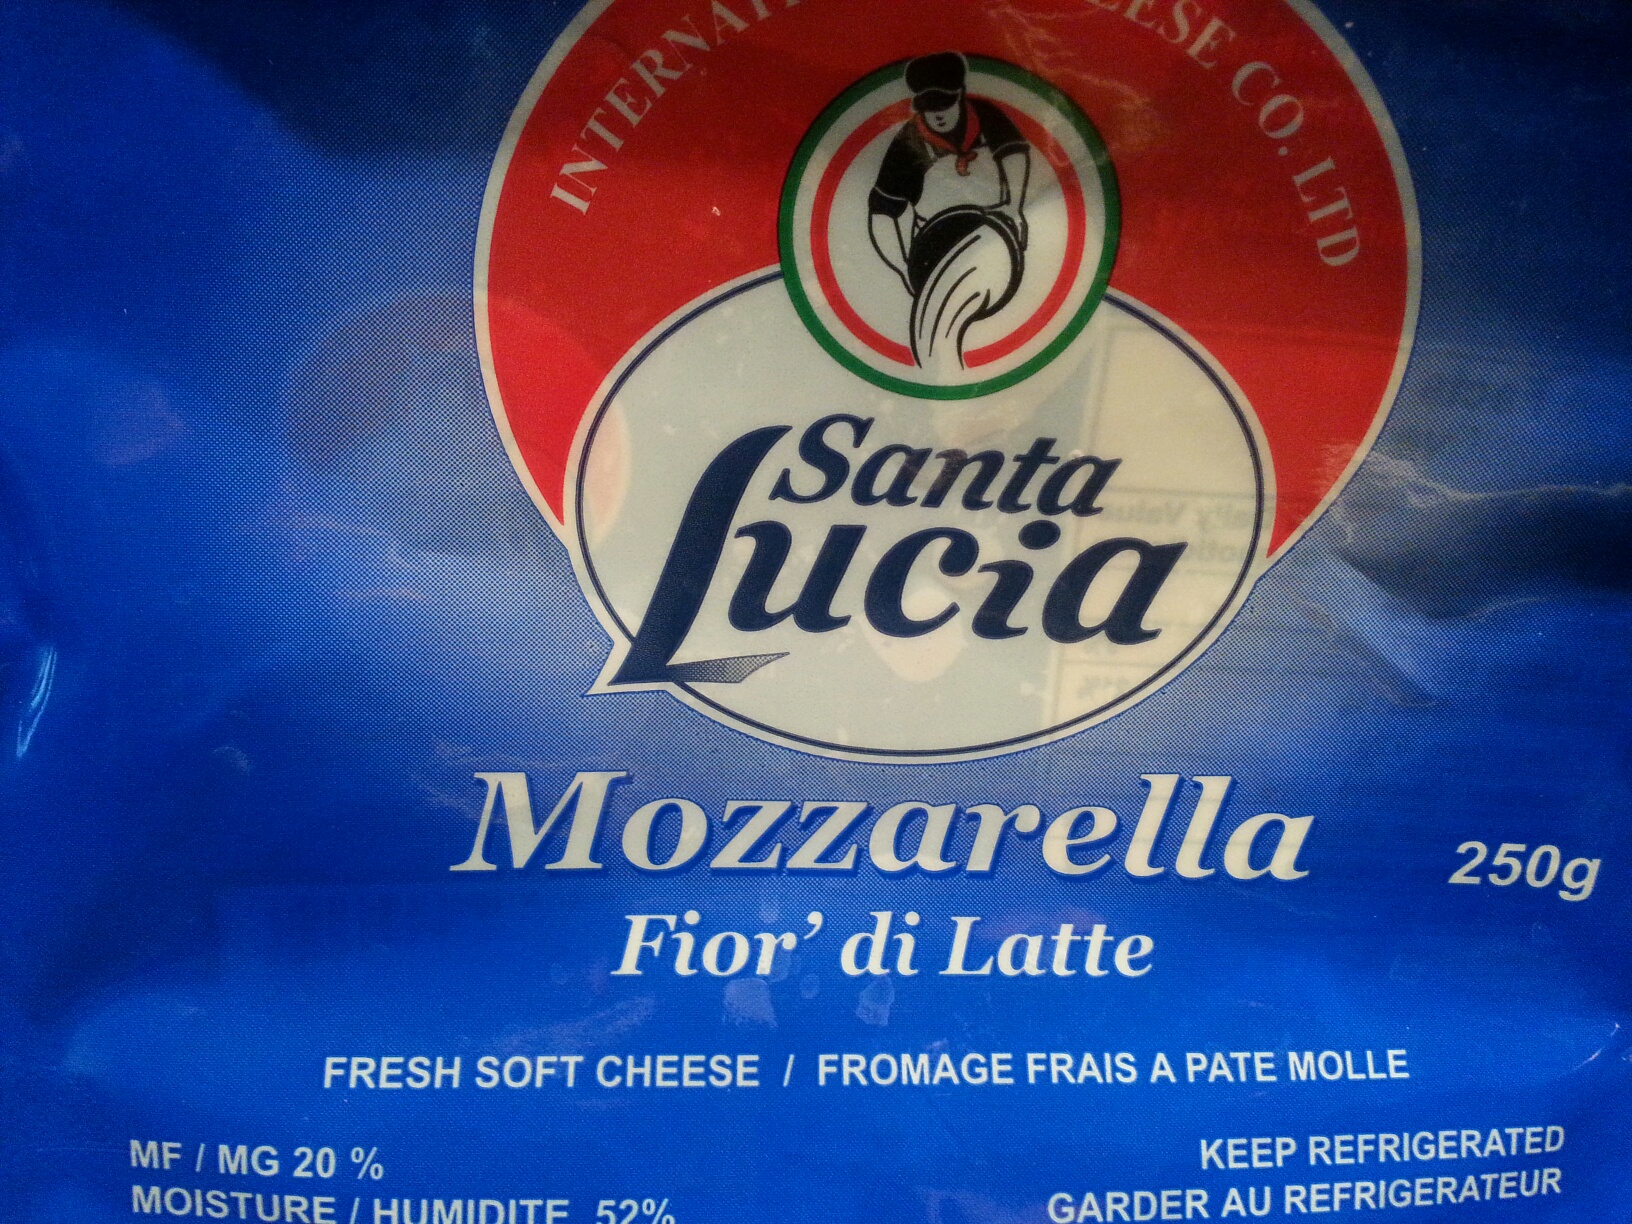 CO. LTD
Santa
Lucia
Mozzarella
250g
Fior' di Latte
FRESH SOFT CHEESE / FROMAGE FRAIS A PATE MOLLE
MF / MG 20 %
KEEP REFRIGERATED
MOISTURE / HUMIDITE 52%
GARDER AU REFRIGERATEUR